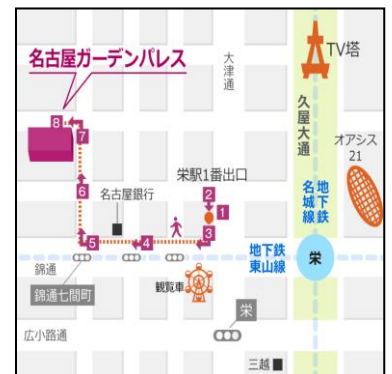 名古屋ガーデンパレス
大津通
TV塔
久屋大通
オアシス
21
8
7
6
名古屋銀行
栄駅1番出口
2
1
3
5
4
地下鉄
名城線
地下鉄
東山線
栄
錦通
錦通七間町
観覧車
栄
広小路通
三越